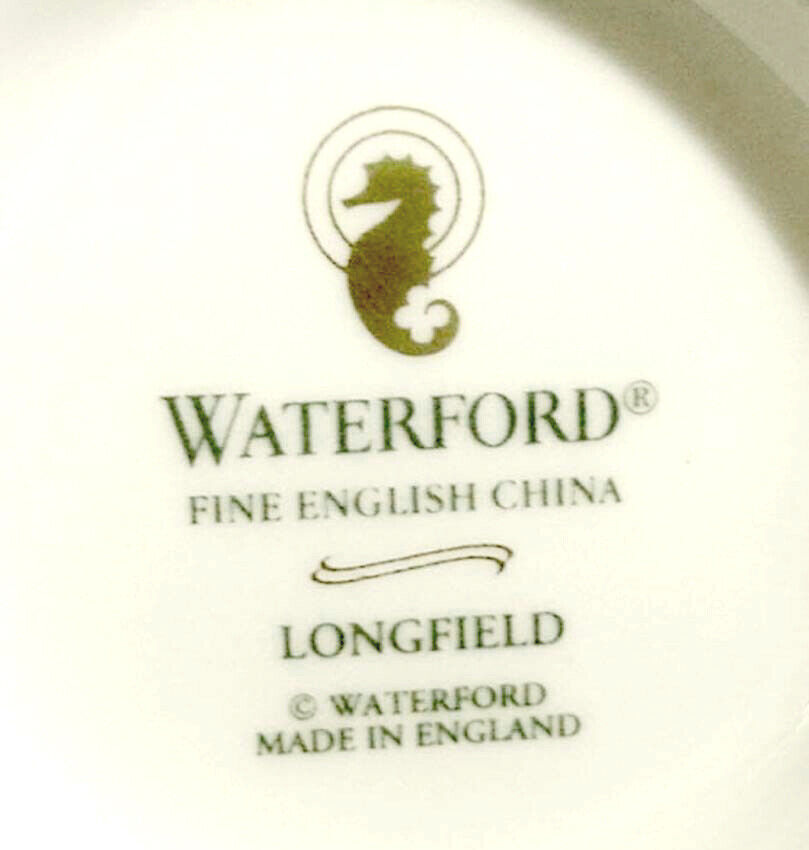 WATERFORD®
FINE ENGLISH CHINA
LONGFIELD
© WATERFORD
MADE IN ENGLAND